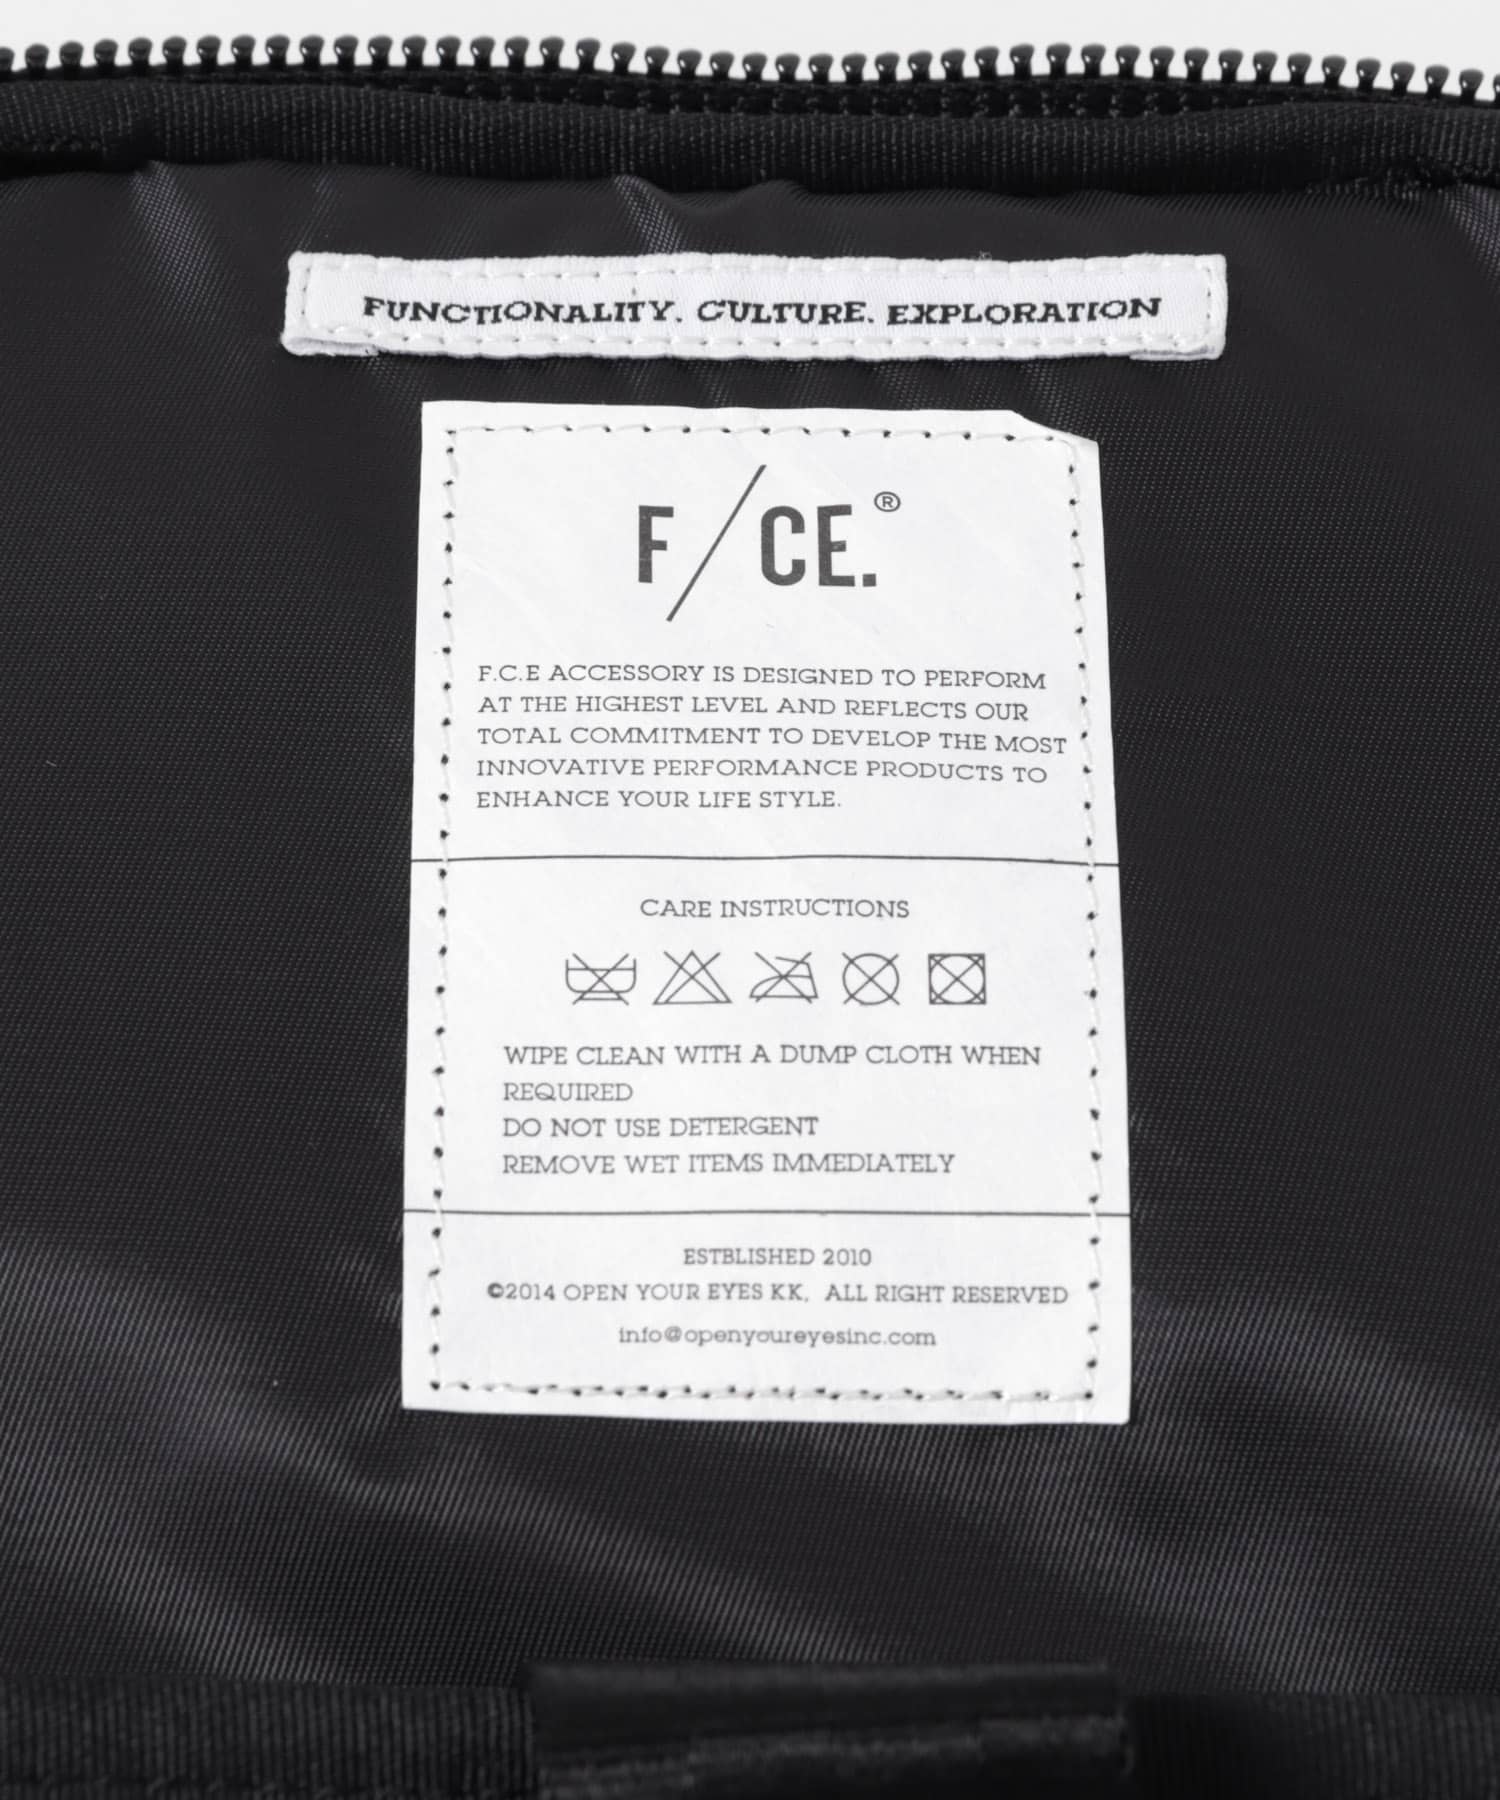 FUNCTIONALITY. CULTURE. EXPLORATION
F/CE.®
F.C.E ACCESSORY IS DESIGNED TO PERFORM
AT THE HIGHEST LEVEL AND REFLECTS OUR
TOTAL COMMITMENT TO DEVELOP THE MOST
INNOVATIVE PERFORMANCE PRODUCTS TO
ENHANCE YOUR LIFE STYLE.
CARE INSTRUCTIONS
WIPE CLEAN WITH A DUMP CLOTH WHEN
REQUIRED
DO NOT USE DETERGENT
REMOVE WET ITEMS IMMEDIATELY
ESTBLISHED 2010
©2014 OPEN YOUR EYES KK, ALL RIGHT RESERVED
info@openyoureyesinc.com